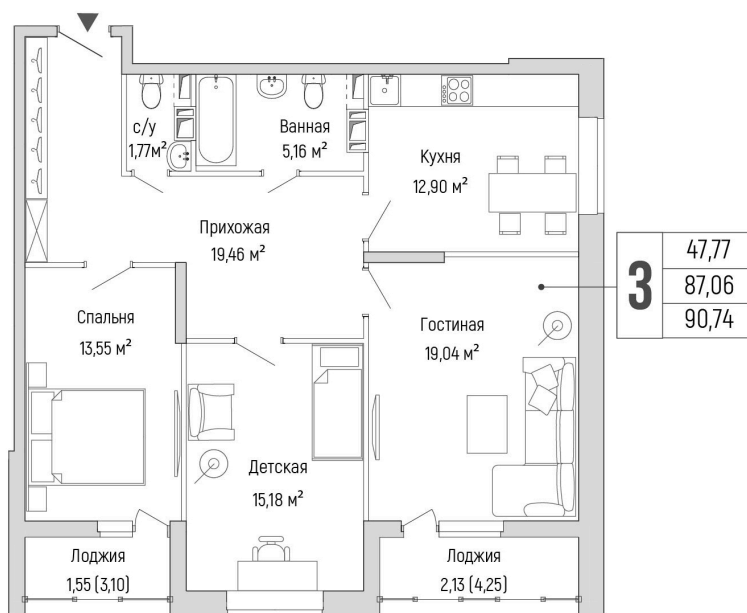 с/у
1,77м²
Ванная
5,16 м²
Кухня
12,90 м²
Прихожая
19,46 м²
3
47,77
87,06
90,74
Спальня
13,55 м²
Гостиная
19,04 м²
Детская
15,18 м²
Лоджия
1,55 (3,10)
Лоджия
2,13 (4,25)